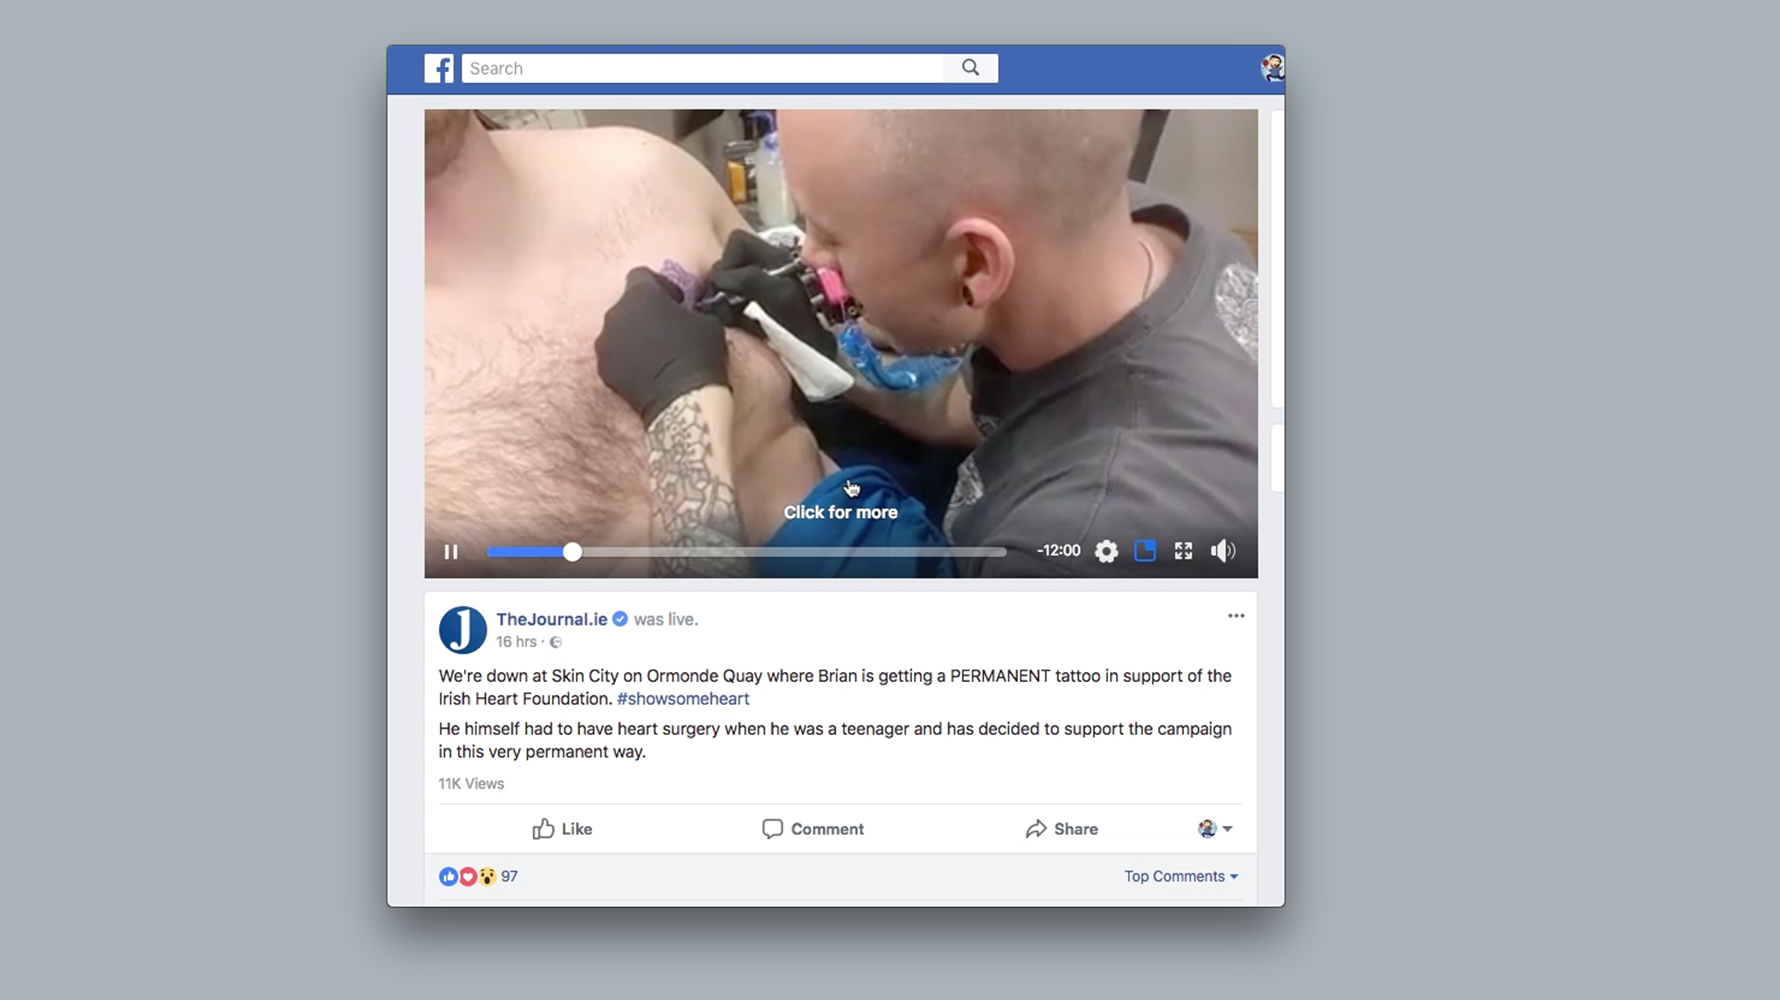 Search
Click for more
-12:00
TheJournal.ie was live.
16 hrs ·
We're down at Skin City on Ormonde Quay where Brian is getting a PERMANENT tattoo in support of the
Irish Heart Foundation. #showsomeheart
He himself had to have heart surgery when he was a teenager and has decided to support the campaign
in this very permanent way.
11K Views
Like Comment Share
97 Top Comments